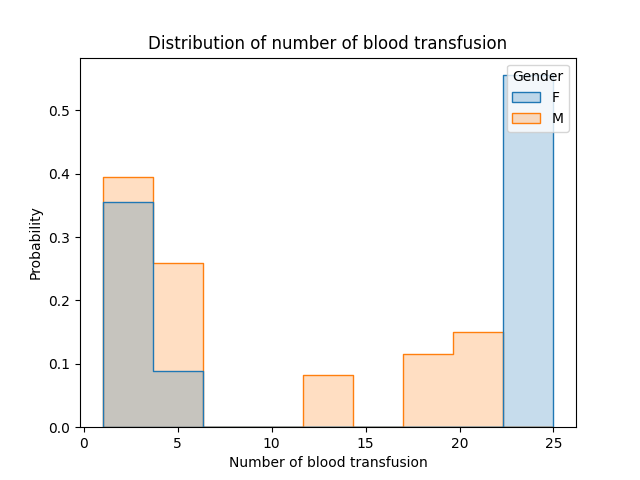 Distribution of number of blood transfusion
Gender
F
M
0.5
0.4
0.3
0.2
0.1
0.0
Probability
0
5
10
15
20
25
Number of blood transfusion